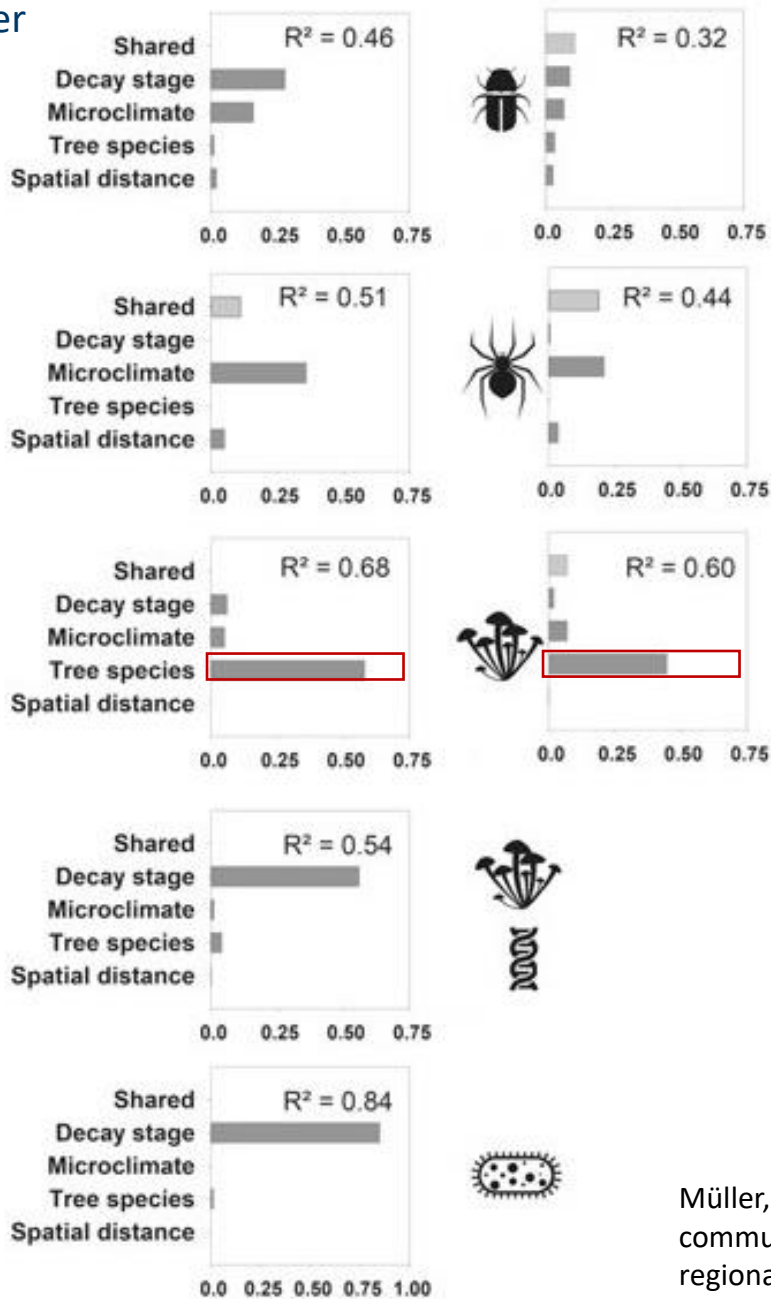 er
Shared
Decay stage
Microclimate
Tree species
Spatial distance
R² = 0.46
0.0 0.25 0.50 0.75
R² = 0.32
0.0 0.25 0.50 0.75
Shared
Decay stage
Microclimate
Tree species
Spatial distance
R² = 0.51
0.0 0.25 0.50 0.75
R² = 0.44
0.0 0.25 0.50 0.75
Shared
Decay stage
Microclimate
Tree species
Spatial distance
R² = 0.68
0.0 0.25 0.50 0.75
R² = 0.60
0.0 0.25 0.50 0.75
Shared
Decay stage
Microclimate
Tree species
Spatial distance
R² = 0.54
0.0 0.25 0.50 0.75
Shared
Decay stage
Microclimate
Tree species
Spatial distance
R² = 0.84
0.0 0.25 0.50 0.75 1.00
Müller,
commu
regiona